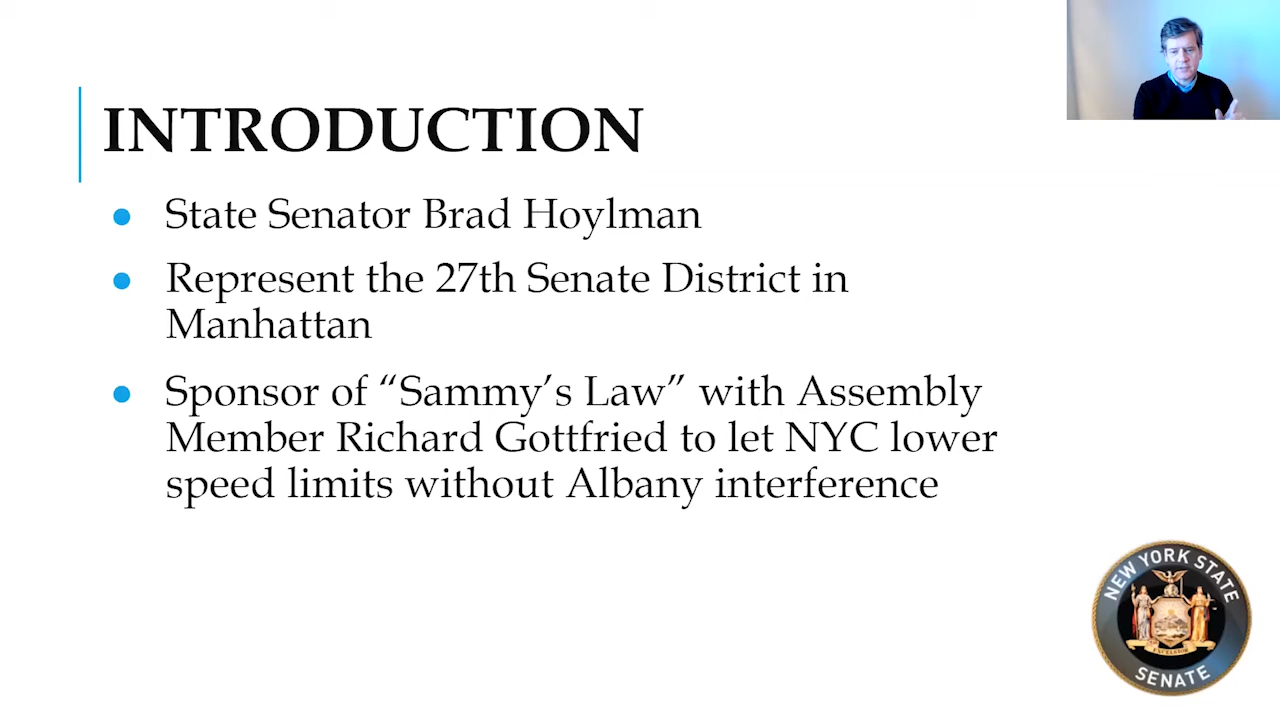 INTRODUCTION
● State Senator Brad Hoylman
● Represent the 27th Senate District in
Manhattan
● Sponsor of “Sammy’s Law” with Assembly
Member Richard Gottfried to let NYC lower
speed limits without Albany interference
NEW YORK STATE
EXCELSIOR
SENATE